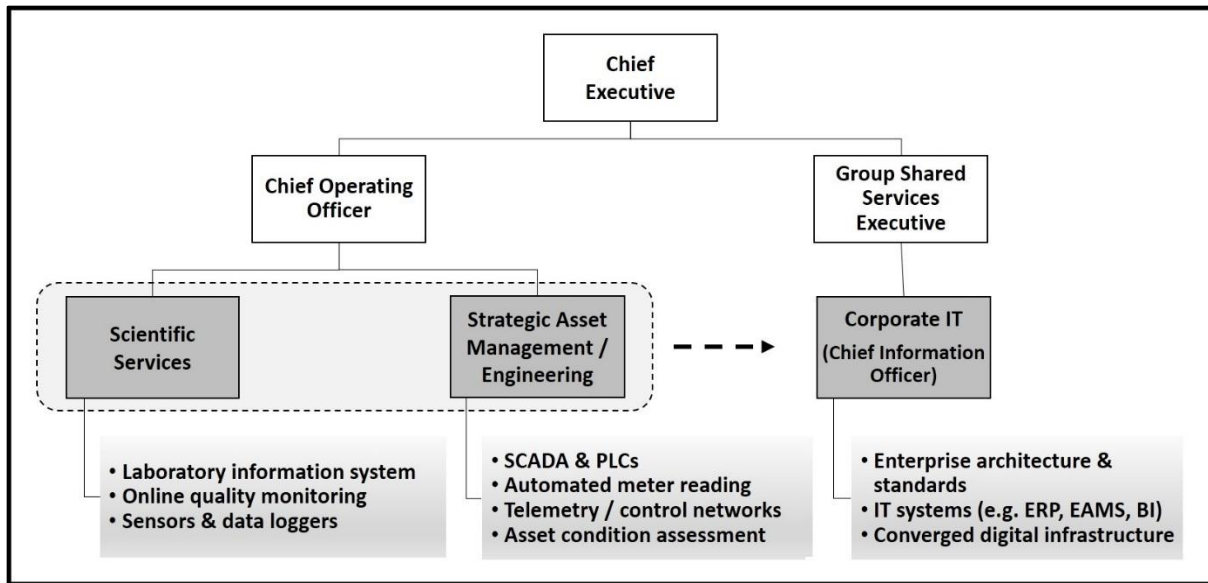 Chief
Executive
Chief Operating
Officer
Group Shared
Services
Executive
Scientific
Services
Strategic Asset
Management /
Engineering
Corporate IT
(Chief Information
Officer)
• Laboratory information system
• Online quality monitoring
• Sensors & data loggers
• SCADA & PLCs
• Automated meter reading
• Telemetry / control networks
• Asset condition assessment
• Enterprise architecture &
standards
• IT systems (e.g. ERP, EAMS, BI)
• Converged digital infrastructure